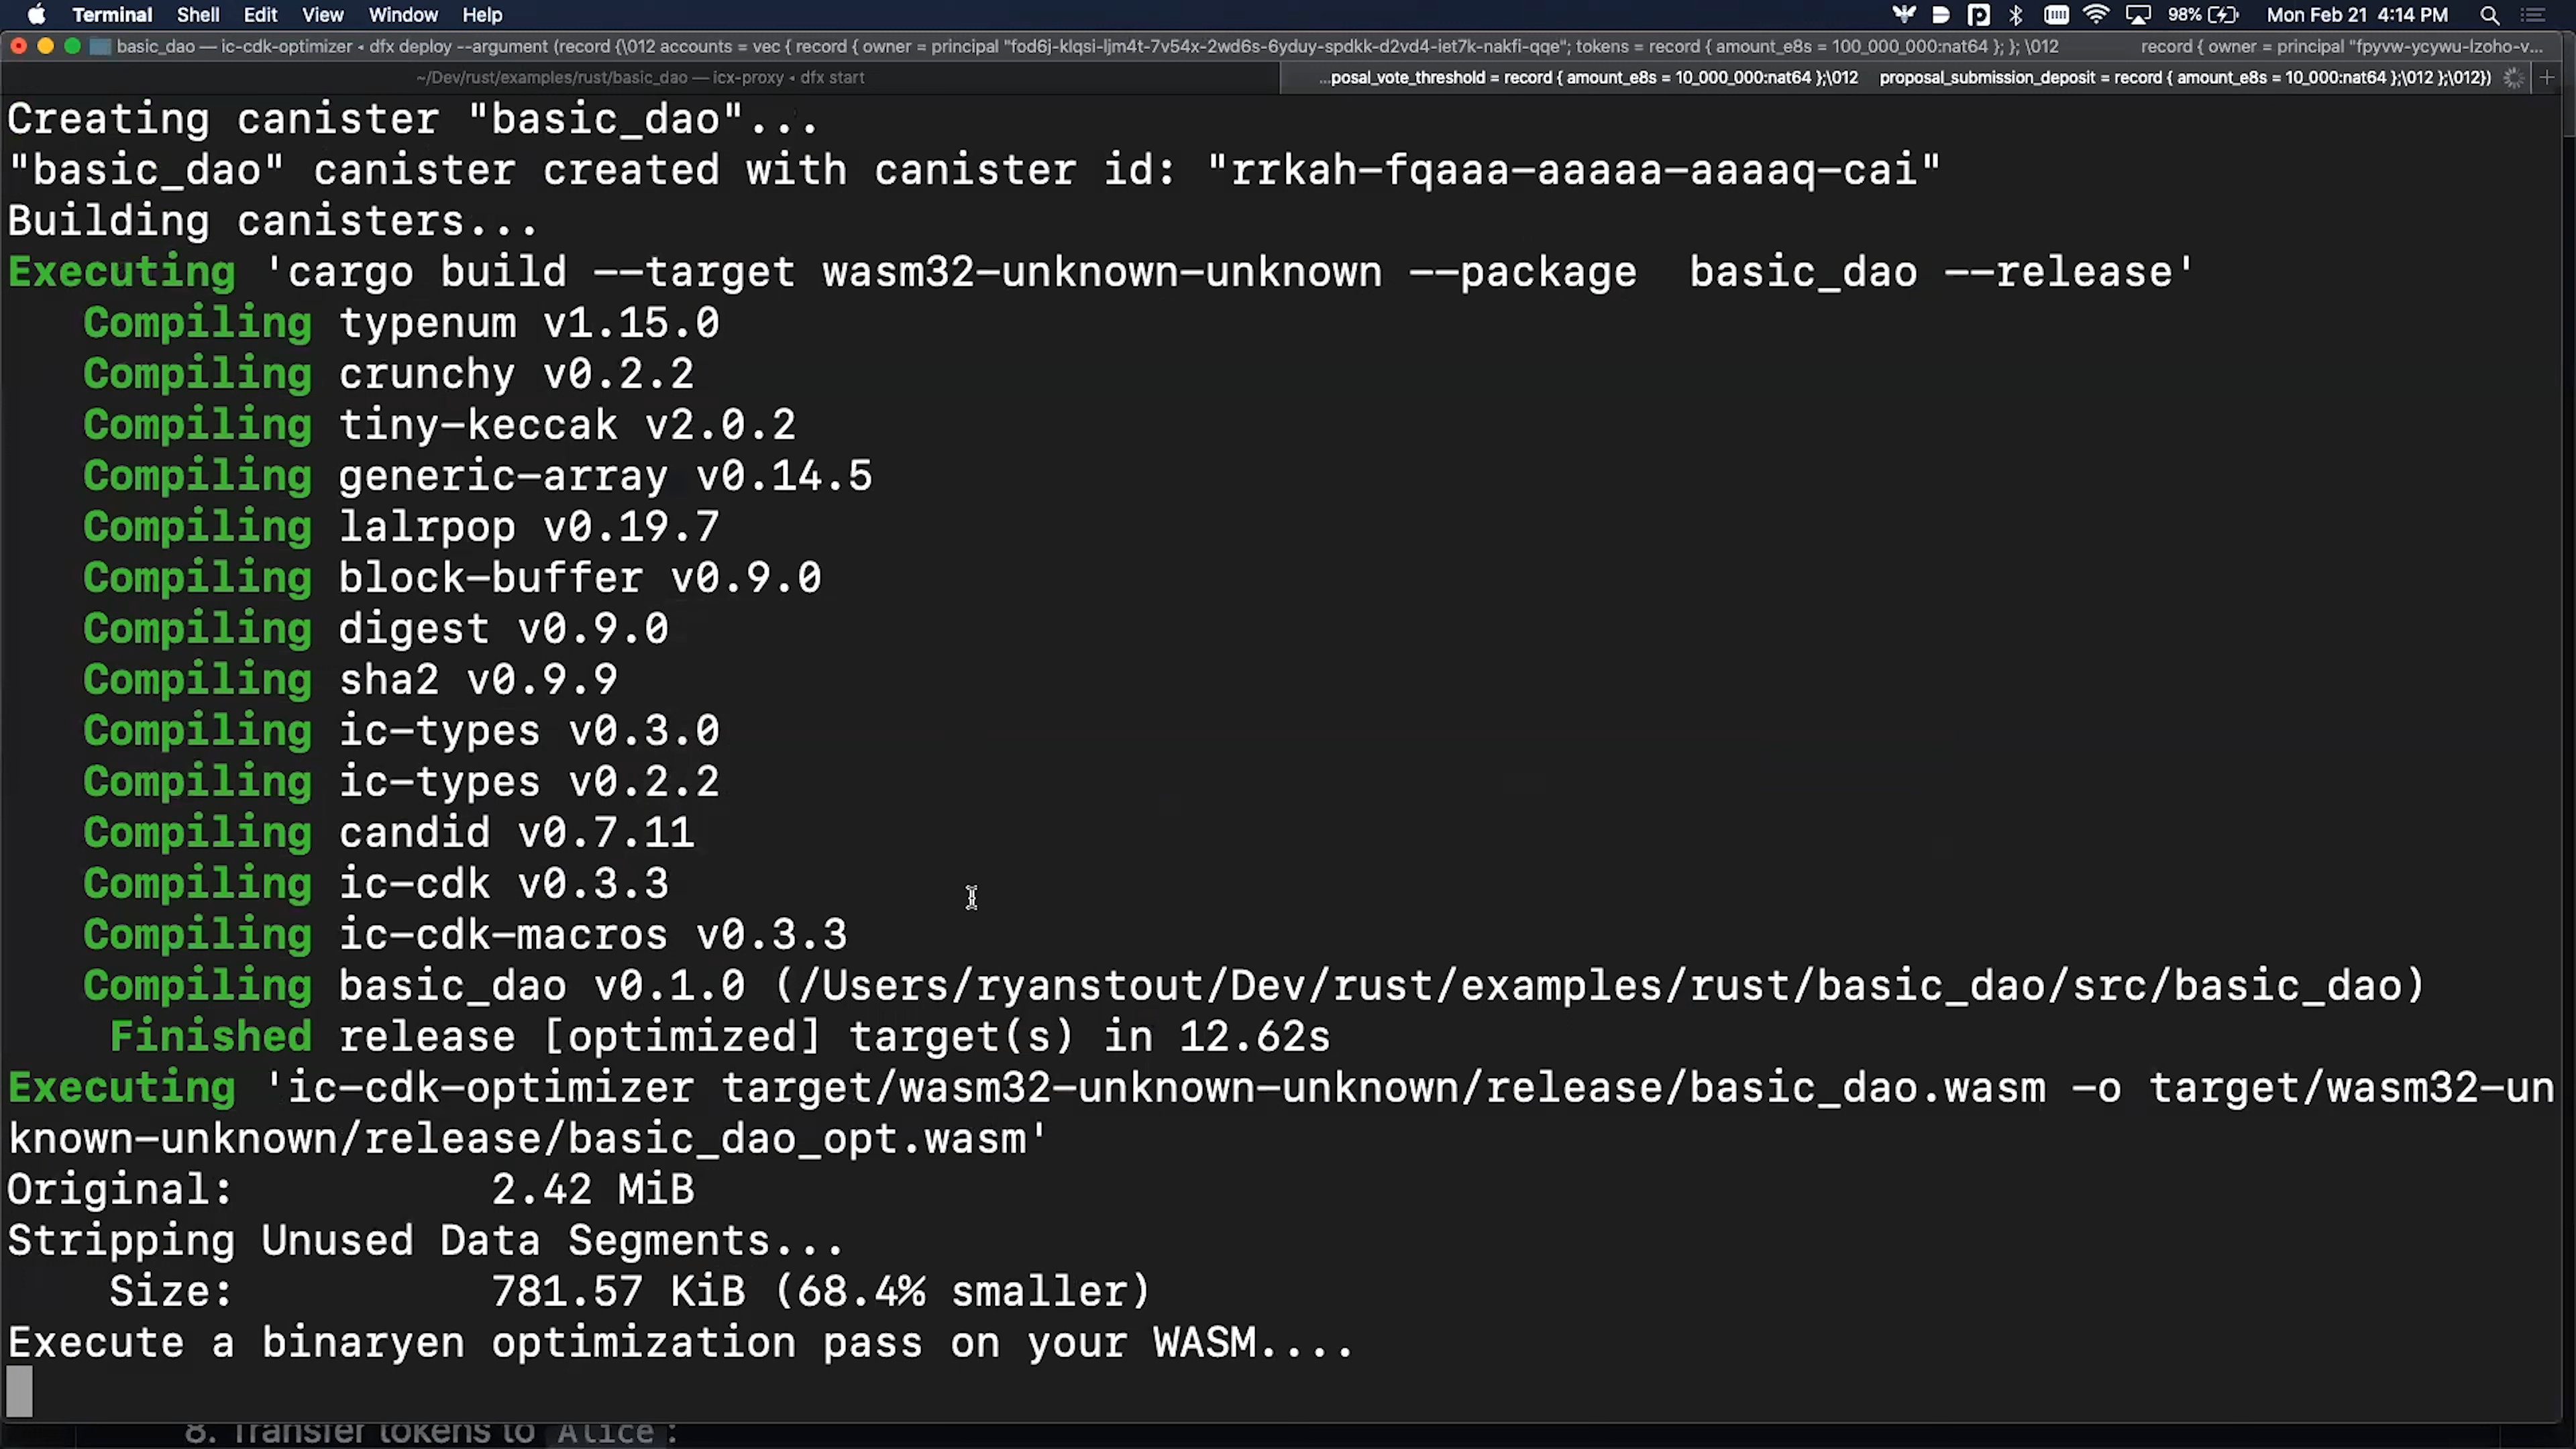 Terminal Shell Edit View Window Help 98% Mon Feb 21 4:14 PM
basic_dao — ic-cdk-optimizer ◂ dfx deploy --argument (record {\012 accounts = vec { record { owner = principal "fod6j-klqsi-ljm4t-7v54x-2wd6s-6yduy-spdkk-d2vd4-iet7k-nakfi-qqe"; tokens = record { amount_e8s = 100_000_000:nat64 }; }; \012 record { owner = principal "fpyvw-ycywu-lzoho-v...
~/Dev/rust/examples/rust/basic_dao — icx-proxy ◂ dfx start ...posal_vote_threshold = record { amount_e8s = 10_000_000:nat64 };\012 proposal_submission_deposit = record { amount_e8s = 10_000:nat64 };\012 };\012})
Creating canister "basic_dao"...
"basic_dao" canister created with canister id: "rrkah-fqaaa-aaaaa-aaaaq-cai"
Building canisters...
Executing 'cargo build --target wasm32-unknown-unknown --package  basic_dao --release'
Compiling typenum v1.15.0
Compiling crunchy v0.2.2
Compiling tiny-keccak v2.0.2
Compiling generic-array v0.14.5
Compiling lalrpop v0.19.7
Compiling block-buffer v0.9.0
Compiling digest v0.9.0
Compiling sha2 v0.9.9
Compiling ic-types v0.3.0
Compiling ic-types v0.2.2
Compiling candid v0.7.11
Compiling ic-cdk v0.3.3
Compiling ic-cdk-macros v0.3.3
Compiling basic_dao v0.1.0 (/Users/ryanstout/Dev/rust/examples/rust/basic_dao/src/basic_dao)
Finished release [optimized] target(s) in 12.62s
Executing 'ic-cdk-optimizer target/wasm32-unknown-unknown/release/basic_dao.wasm -o target/wasm32-un
known-unknown/release/basic_dao_opt.wasm'
Original: 2.42 MiB
Stripping Unused Data Segments...
Size: 781.57 KiB (68.4% smaller)
Execute a binaryen optimization pass on your WASM....
8. Transfer tokens to Alice :